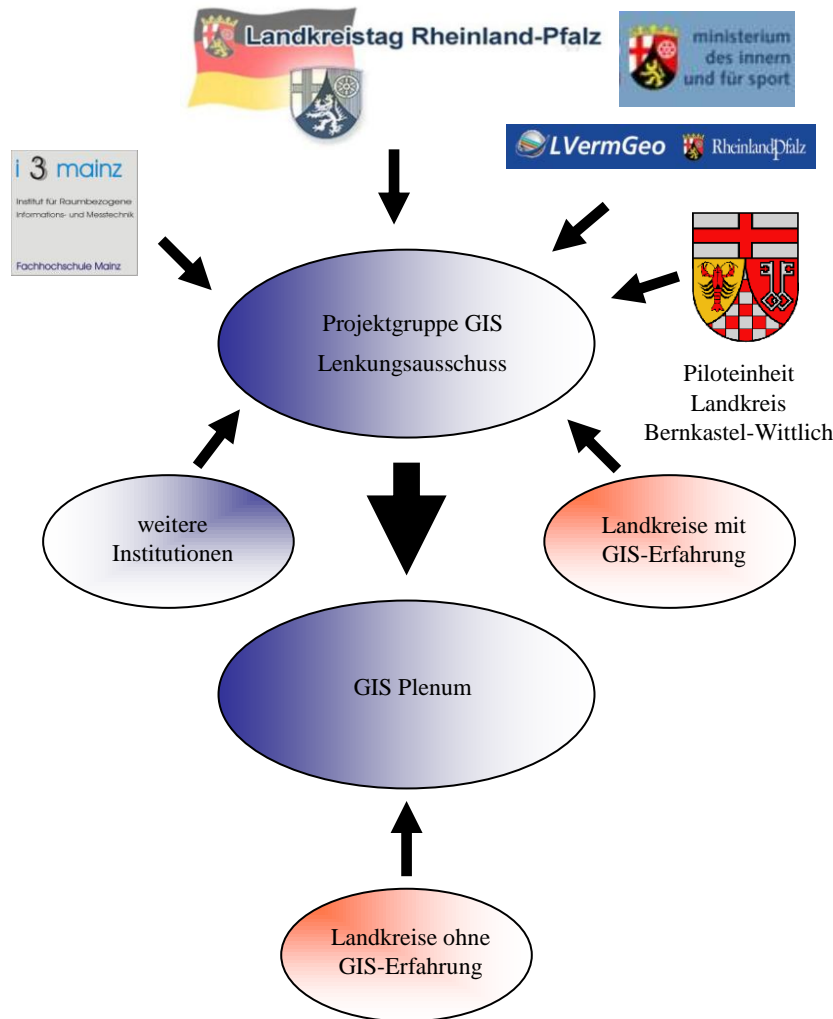 Landkreistag Rheinland-Pfalz
ministerium
des innern
und für sport
LVermGeo RheinlandPfalz
i 3 mainz
Institut für Raumbezogene
Informations- und Messtechnik
Fachhochschule Mainz
Projektgruppe GIS
Lenkungsausschuss
Piloteinheit
Landkreis
Bernkastel-Wittlich
weitere
Institutionen
Landkreise mit
GIS-Erfahrung
GIS Plenum
Landkreise ohne
GIS-Erfahrung